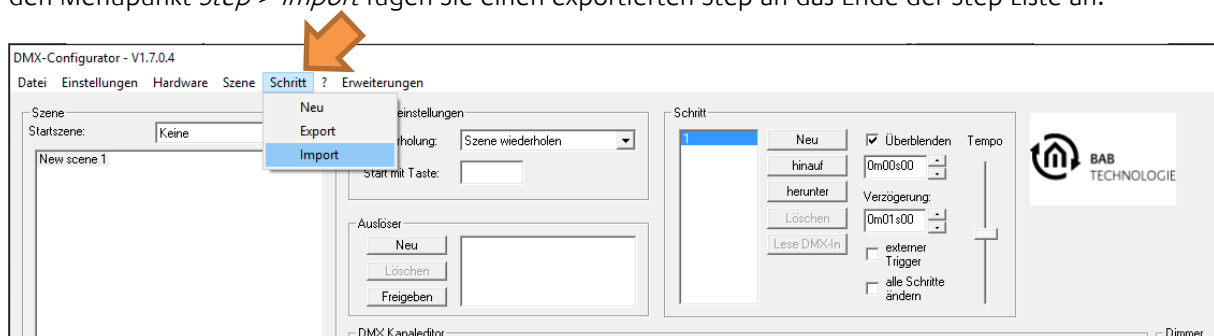 den Menüpunkt Step > Import fügen Sie einen exportierten Step an das Ende der Step Liste an.
DMX-Configurator - V1.7.0.4
Datei Einstellungen Hardware Szene Schritt ? Erweiterungen
Neu
Export
Import
Szene
Startszene: Keine
New scene 1
einstellungen
rholung: Szene wiederholen
Start mit Taste:
Auslöser
Neu
Löschen
Freigeben
Schritt
1
Neu
hinauf
herunter
Löschen
Lese DMX-In
Überblenden
0m00s00
Verzögerung:
0m01s00
externer
Trigger
alle Schritte
ändern
Tempo
BAB
TECHNOLOGIE
DMX Kanaleditor
Dimmer